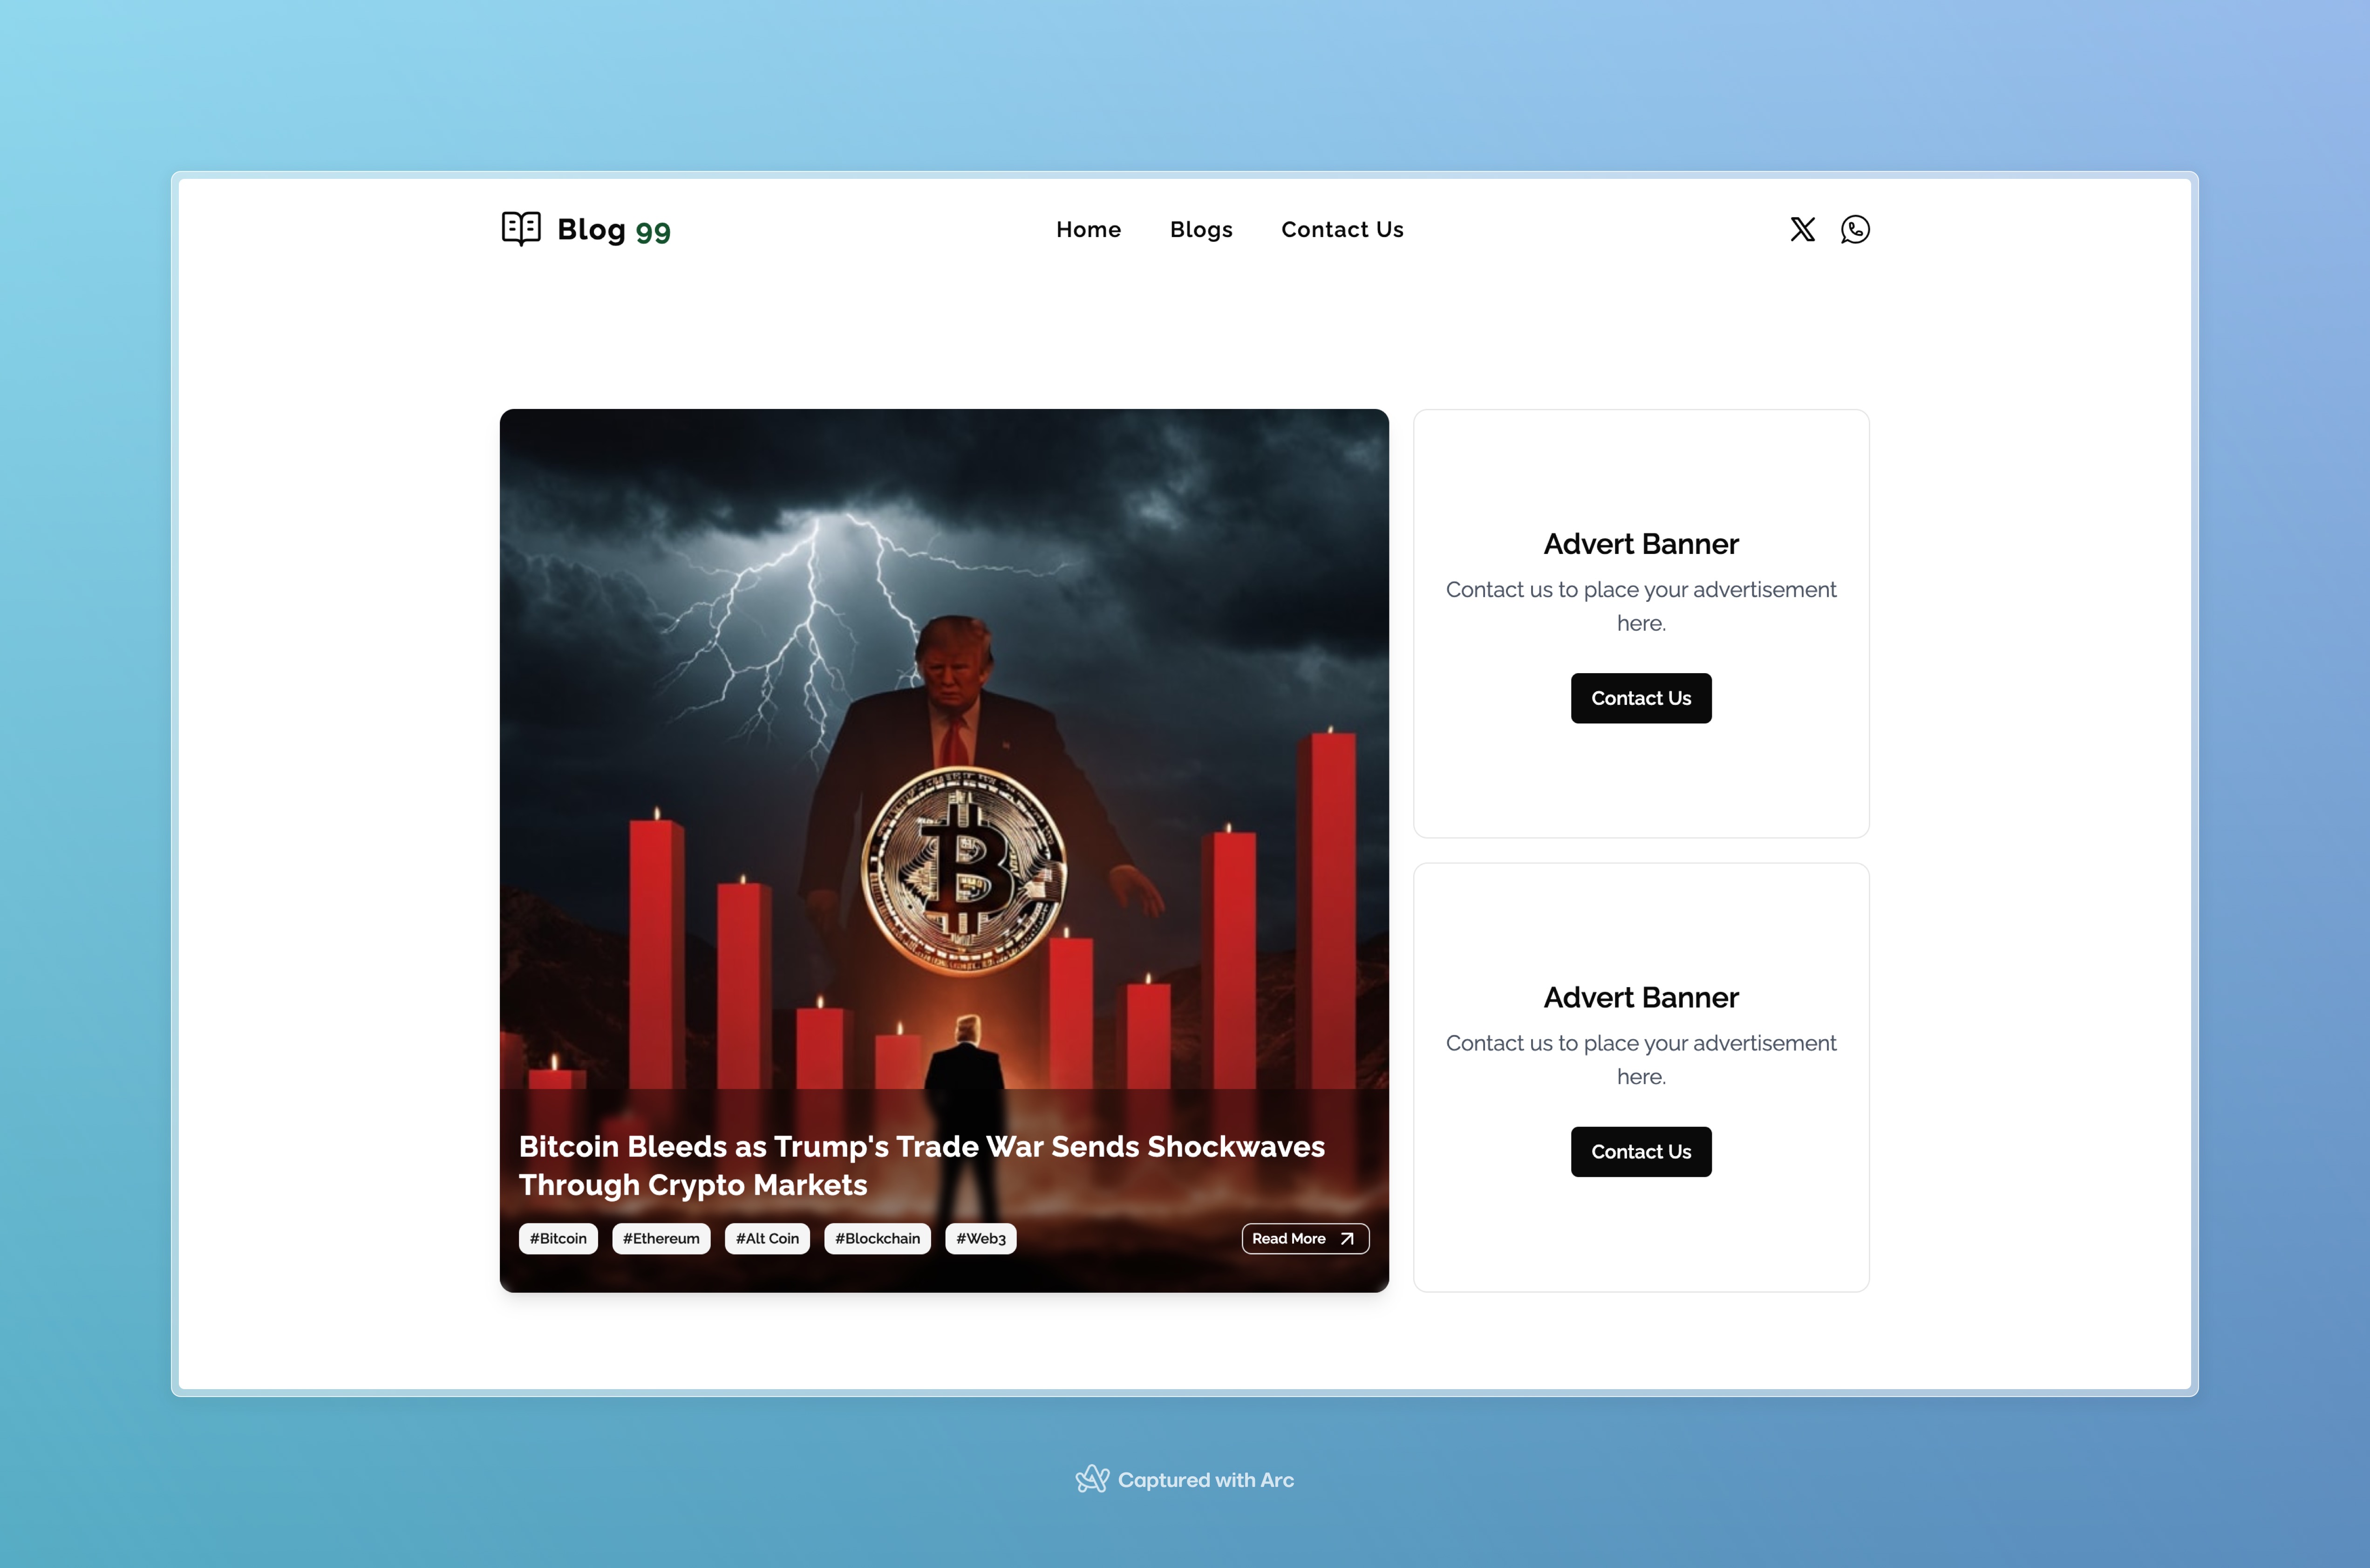 Blog 99
Home
Blogs
Contact Us
Advert Banner
Contact us to place your advertisement
here.
Contact Us
Bitcoin Bleeds as Trump's Trade War Sends Shockwaves
Through Crypto Markets
#Bitcoin
#Ethereum
#Alt Coin
#Blockchain
#Web3
Read More
Advert Banner
Contact us to place your advertisement
here.
Contact Us
Captured with Arc